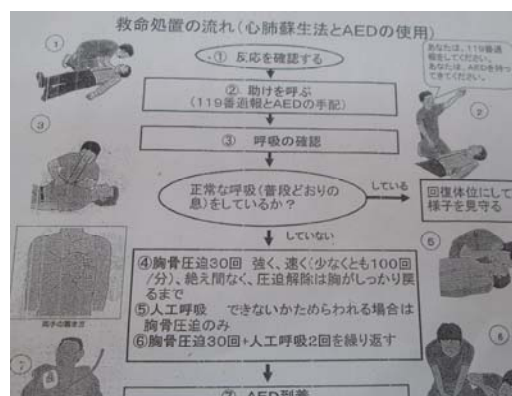 救命処置の流れ(心肺蘇生法とAEDの使用)
① 反応を確認する
② 助けを呼ぶ
(119番通報とAEDの手配)
あなたは、119番通
報をしてください。
あなたは、AEDを持っ
てきてください。
③ 呼吸の確認
正常な呼吸(普段どおりの
息)をしているか?
している
回復体位にして
様子を見守る
していない
④胸骨圧迫30回 強く、速く(少なくとも100回
/分)、絶え間なく、圧迫解除は胸がしっかり戻
るまで
⑤人工呼吸 できないかためらわれる場合は
胸骨圧迫のみ
⑥胸骨圧迫30回+人工呼吸2回を繰り返す
⑦ AED到着
1
2
3
5
7
両手の置き方